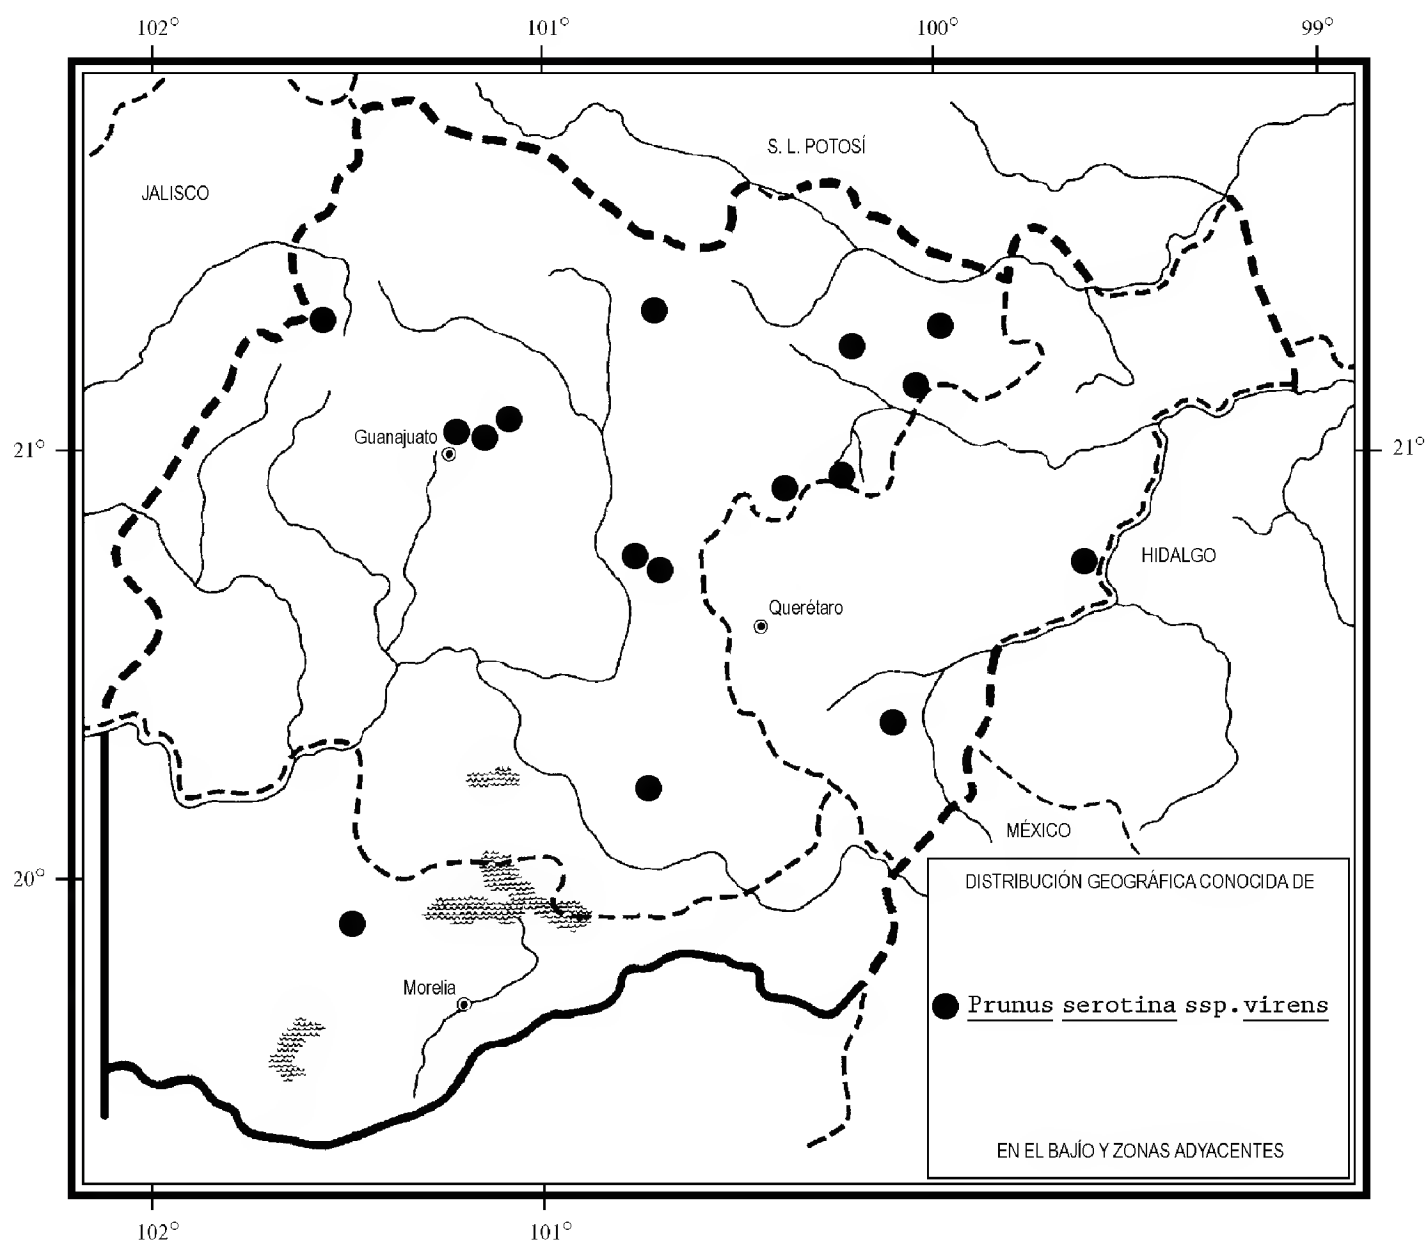 102° 101° 100° 99°
S. L. POTOSÍ
JALISCO
Guanajuato
21° 21°
HIDALGO
Querétaro
MÉXICO
20°
DISTRIBUCIÓN GEOGRÁFICA CONOCIDA DE
Morelia
Prunus serotina ssp. virens
EN EL BAJÍO Y ZONAS ADYACENTES
102° 101°